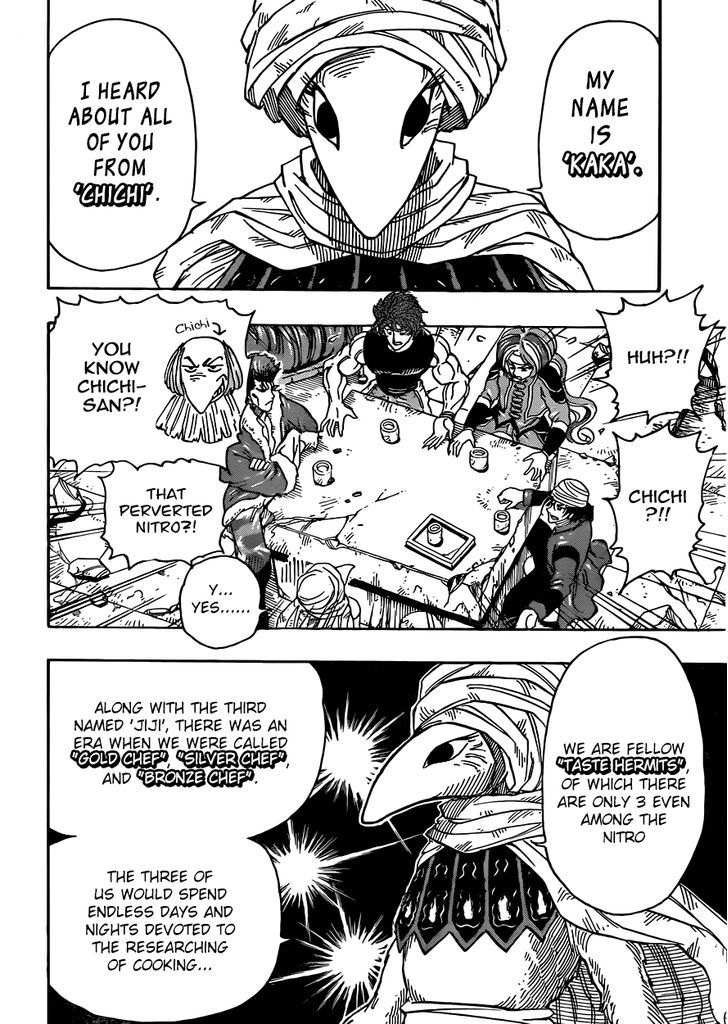 MY
NAME
IS
'KAKA'.
I HEARD
ABOUT ALL
OF YOU
FROM
'CHICHI'.
HUH?!!
CHICHI
?!!
Chichi
YOU
KNOW
CHICHI-
SAN?!
THAT
PERVERTED
NITRO?!
Y...
YES......
WE ARE FELLOW
"TASTE HERMITS",
OF WHICH THERE
ARE ONLY 3 EVEN
AMONG THE
NITRO
ALONG WITH THE THIRD
NAMED 'JIJI', THERE WAS AN
ERA WHEN WE WERE CALLED
"GOLD CHEF", "SILVER CHEF",
AND "BRONZE CHEF".
THE THREE OF
US WOULD SPEND
ENDLESS DAYS AND
NIGHTS DEVOTED TO
THE RESEARCHING
OF COOKING...